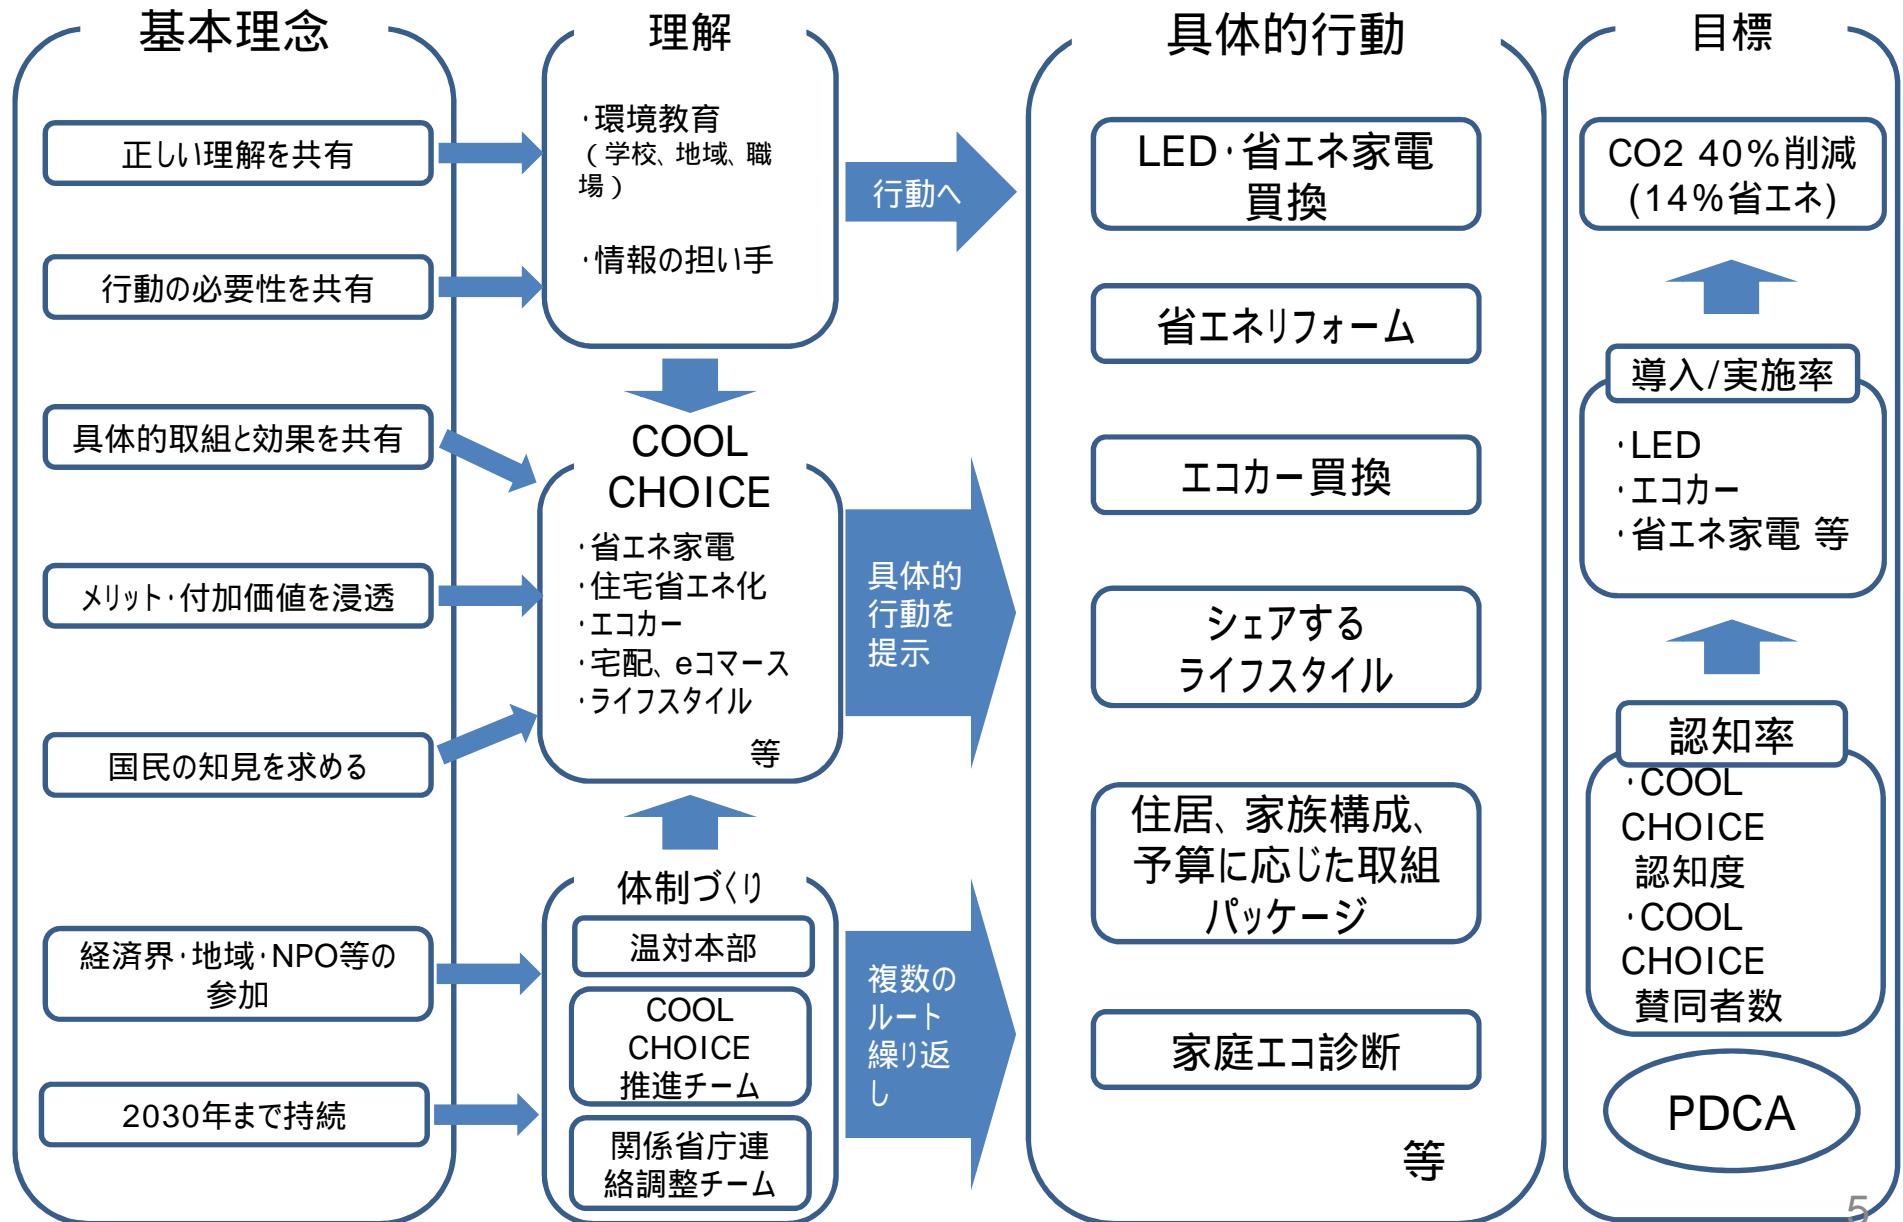 基本理念
正しい理解を共有
行動の必要性を共有
具体的取組と効果を共有
メリット・付加価値を浸透
国民の知見を求める
経済界・地域・NPO等の
参加
2030年まで持続
理解
・環境教育
（学校、地域、職
場）
・情報の担い手
COOL
CHOICE
・省エネ家電
・住宅省エネ化
・エコカー
・宅配、eコマース
・ライフスタイル
等
体制づくり
温対本部
COOL
CHOICE
推進チーム
関係省庁連
絡調整チーム
行動へ
具体的
行動を
提示
複数の
ルート
繰り返
し
具体的行動
LED・省エネ家電
買換
省エネリフォーム
エコカー買換
シェアする
ライフスタイル
住居、家族構成、
予算に応じた取組
パッケージ
家庭エコ診断
等
目標
CO2 40%削減
(14%省エネ)
導入/実施率
・LED
・エコカー
・省エネ家電 等
認知率
・COOL
CHOICE
認知度
・COOL
CHOICE
賛同者数
PDCA
5